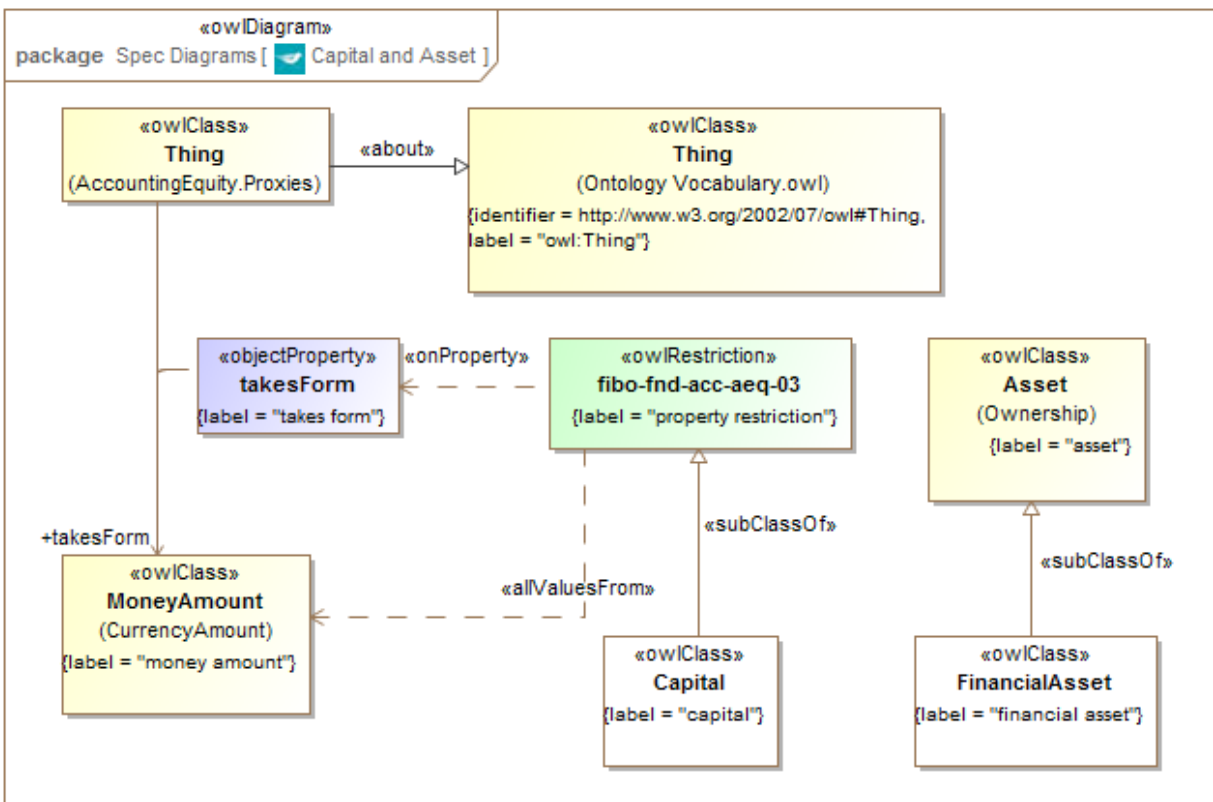 «owlDiagram»
package Spec Diagrams [ Capital and Asset ]
«owlClass»
Thing
(AccountingEquity.Proxies)
«about»
«owlClass»
Thing
(Ontology Vocabulary.owl)
{identifier = http://www.w3.org/2002/07/owl#Thing,
label = "owl:Thing"}
«objectProperty»
takesForm
{label = "takes form"}
«onProperty»
«owlRestriction»
fibo-fnd-acc-aeq-03
{label = "property restriction"}
«owlClass»
Asset
(Ownership)
{label = "asset"}
«subClassOf»
«subClassOf»
+takesForm
«owlClass»
MoneyAmount
(CurrencyAmount)
{label = "money amount"}
«allValuesFrom»
«owlClass»
Capital
{label = "capital"}
«owlClass»
FinancialAsset
{label = "financial asset"}